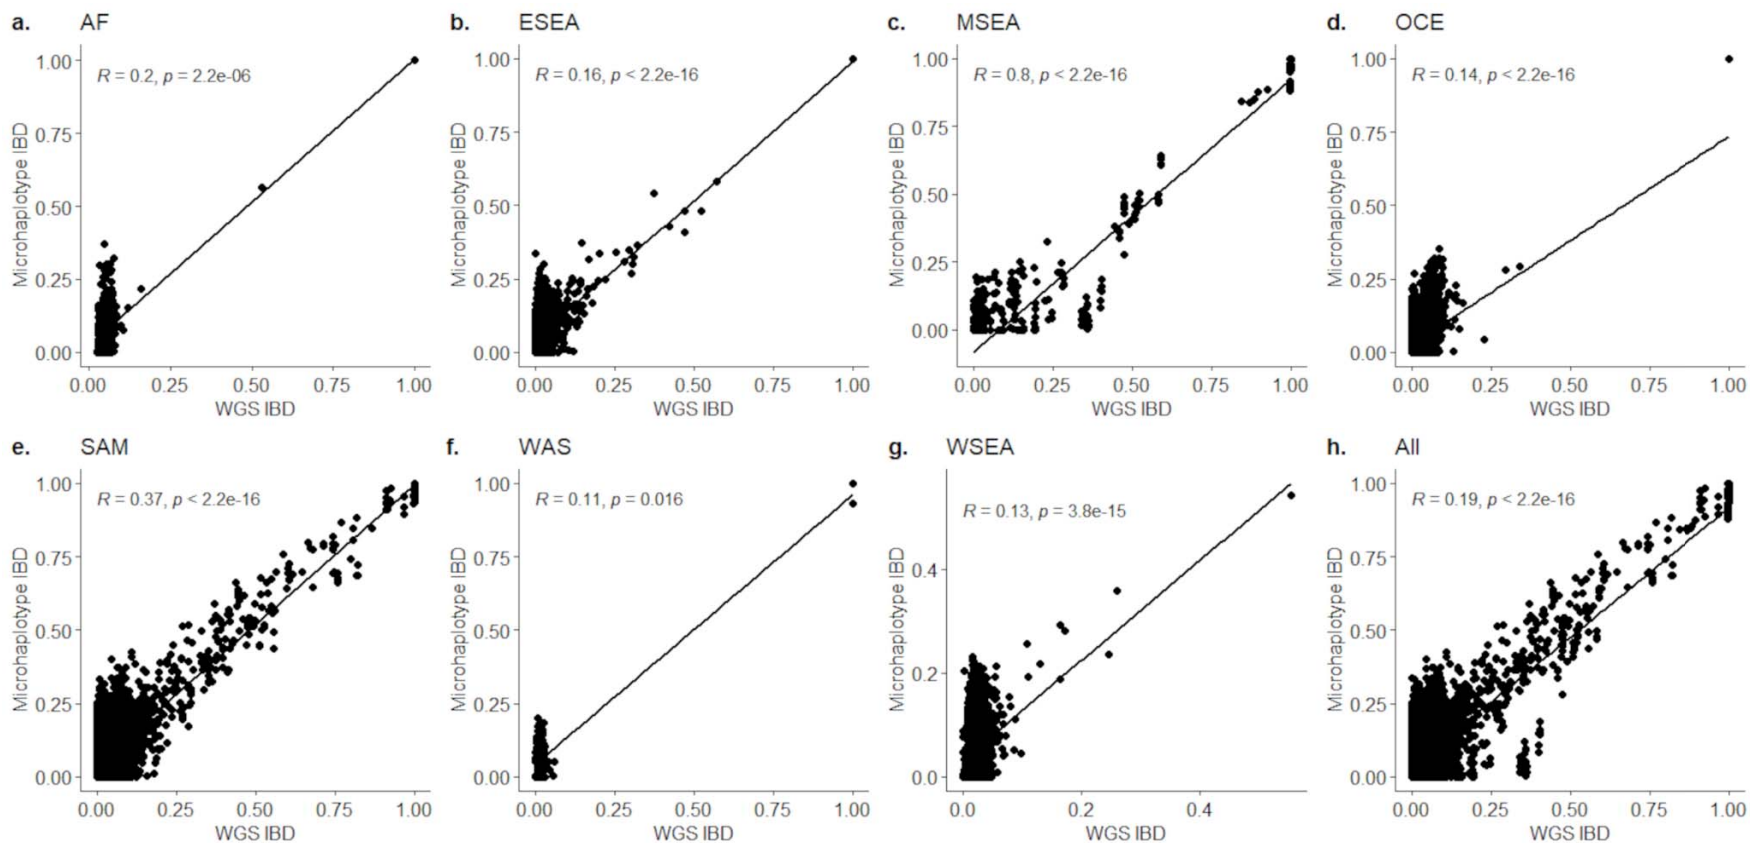 a. AF
R = 0.2, p = 2.2e-06
Microhaplotype IBD
1.00
0.75
0.50
0.25
0.00
0.00 0.25 0.50 0.75 1.00
WGS IBD
b. ESEA
R = 0.16, p < 2.2e-16
Microhaplotype IBD
1.00
0.75
0.50
0.25
0.00
0.00 0.25 0.50 0.75 1.00
WGS IBD
c. MSEA
R = 0.8, p < 2.2e-16
Microhaplotype IBD
1.00
0.75
0.50
0.25
0.00
0.00 0.25 0.50 0.75 1.00
WGS IBD
d. OCE
R = 0.14, p < 2.2e-16
Microhaplotype IBD
1.00
0.75
0.50
0.25
0.00
0.00 0.25 0.50 0.75 1.00
WGS IBD
e. SAM
R = 0.37, p < 2.2e-16
Microhaplotype IBD
1.00
0.75
0.50
0.25
0.00
0.00 0.25 0.50 0.75 1.00
WGS IBD
f. WAS
R = 0.11, p = 0.016
Microhaplotype IBD
1.00
0.75
0.50
0.25
0.00
0.00 0.25 0.50 0.75 1.00
WGS IBD
g. WSEA
R = 0.13, p = 3.8e-15
Microhaplotype IBD
0.4
0.2
0.0
0.0 0.2 0.4
WGS IBD
h. All
R = 0.19, p < 2.2e-16
Microhaplotype IBD
1.00
0.75
0.50
0.25
0.00
0.00 0.25 0.50 0.75 1.00
WGS IBD